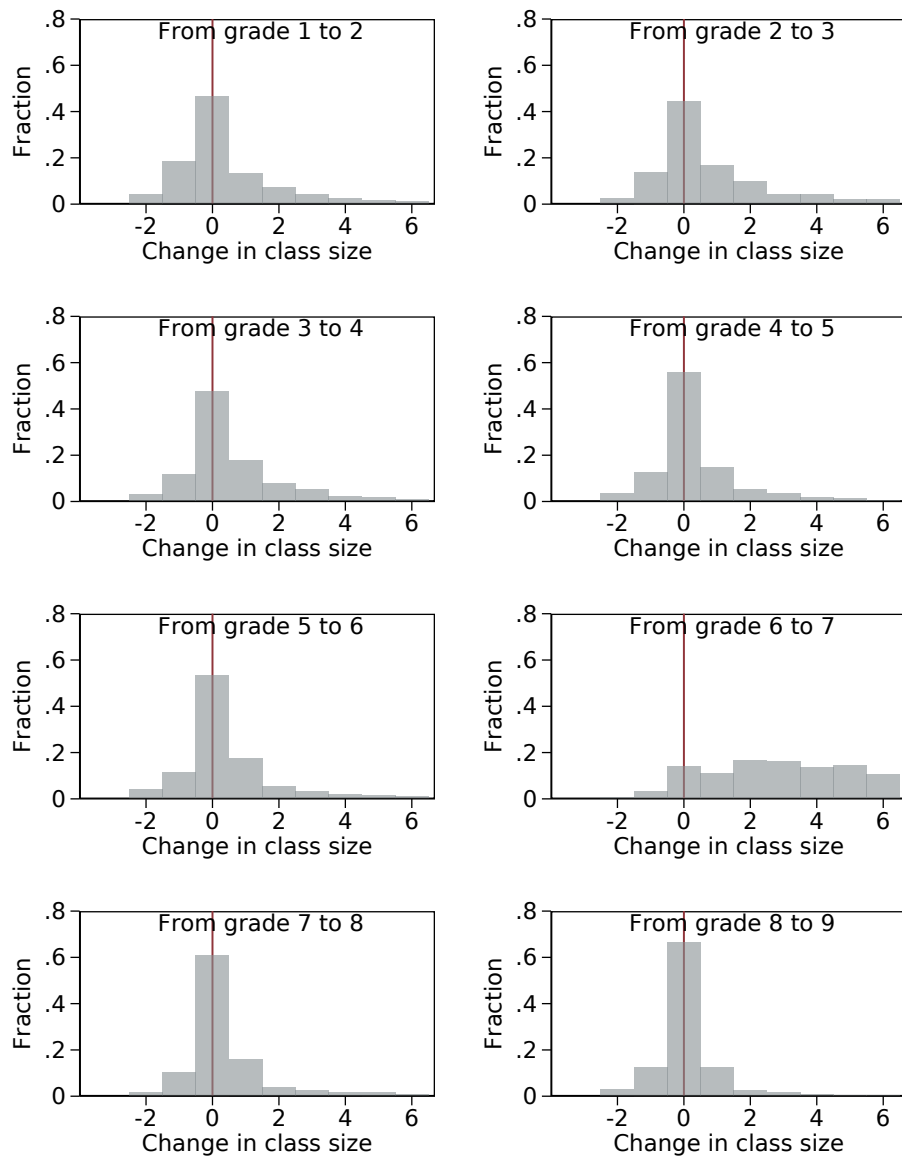 From grade 1 to 2
.8
.6
.4
.2
0
Fraction
-2 0 2 4 6
Change in class size
From grade 2 to 3
.8
.6
.4
.2
0
Fraction
-2 0 2 4 6
Change in class size
From grade 3 to 4
.8
.6
.4
.2
0
Fraction
-2 0 2 4 6
Change in class size
From grade 4 to 5
.8
.6
.4
.2
0
Fraction
-2 0 2 4 6
Change in class size
From grade 5 to 6
.8
.6
.4
.2
0
Fraction
-2 0 2 4 6
Change in class size
From grade 6 to 7
.8
.6
.4
.2
0
Fraction
-2 0 2 4 6
Change in class size
From grade 7 to 8
.8
.6
.4
.2
0
Fraction
-2 0 2 4 6
Change in class size
From grade 8 to 9
.8
.6
.4
.2
0
Fraction
-2 0 2 4 6
Change in class size